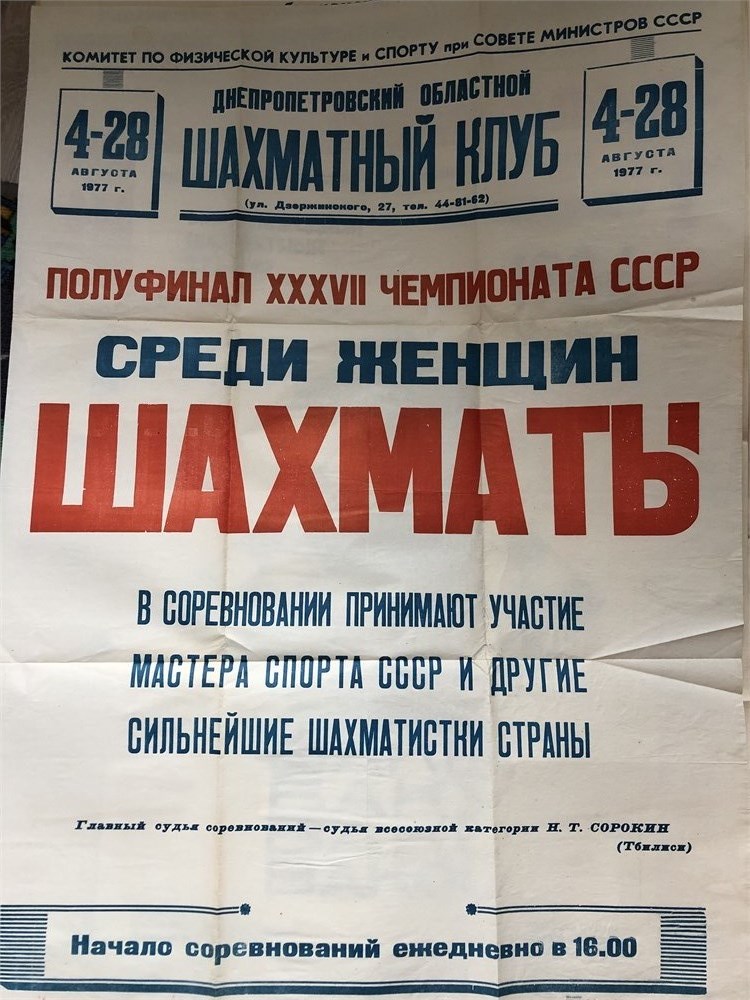 КОМИТЕТ ПО ФИЗИЧЕСКОЙ КУЛЬТУРЕ и СПОРТУ при СОВЕТЕ МИНИСТРОВ СССР
4-28
АВГУСТА
1977 г.
ДНЕПРОПЕТРОВСКИЙ ОБЛАСТНОЙ
ШАХМАТНЫЙ КЛУБ
(ул. Дзержинского, 27, тел. 44-81-62)
4-28
АВГУСТА
1977 г.
ПОЛУФИНАЛ XXXVII ЧЕМПИОНАТА СССР
СРЕДИ ЖЕНЩИН
ШАХМАТЫ
В СОРЕВНОВАНИИ ПРИНИМАЮТ УЧАСТИЕ
МАСТЕРА СПОРТА СССР И ДРУГИЕ
СИЛЬНЕЙШИЕ ШАХМАТИСТКИ СТРАНЫ
Главный судья соревнований — судья всесоюзной категории Н. Т. СОРОКИН
(Тбилиси)
Начало соревнований ежедневно в 16.00